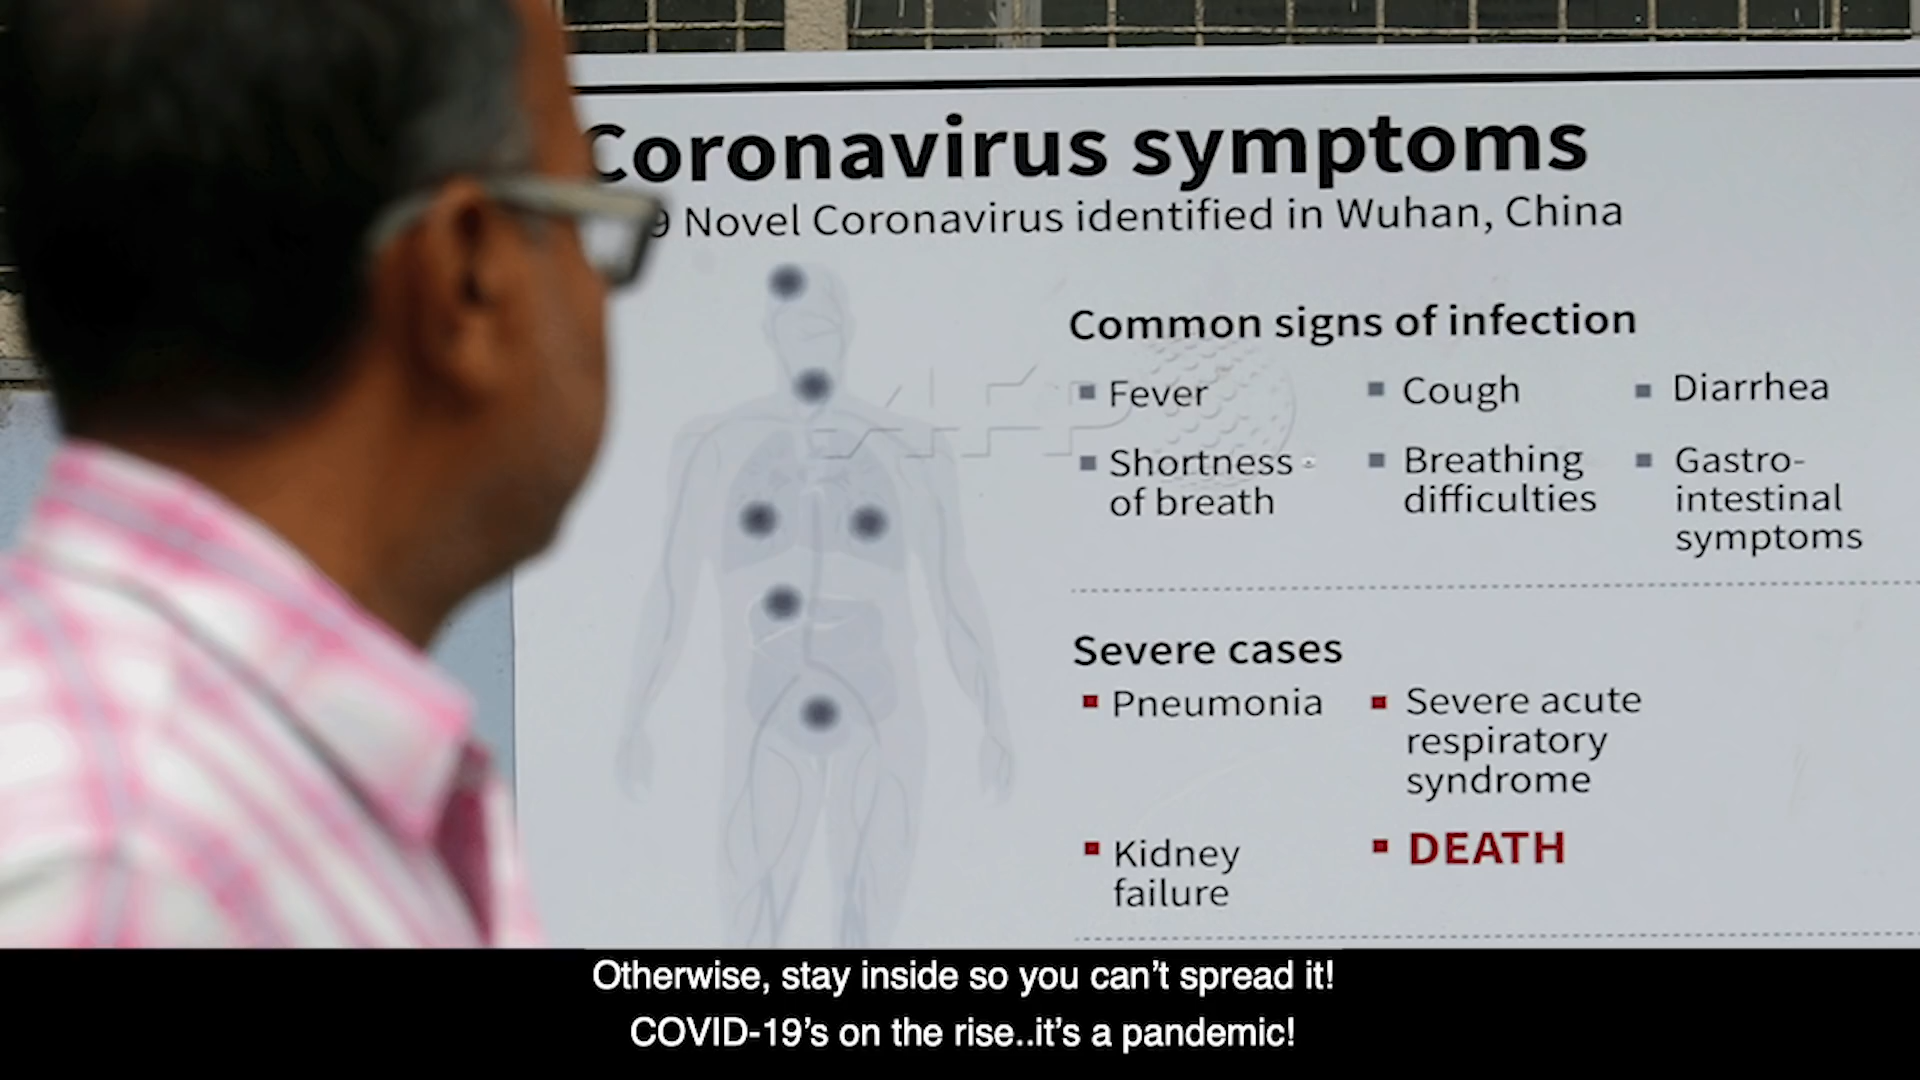 Coronavirus symptoms
9 Novel Coronavirus identified in Wuhan, China
Common signs of infection
Fever
Cough
Diarrhea
Shortness
of breath
Breathing
difficulties
Gastro-
intestinal
symptoms
AFP
Severe cases
Pneumonia
Severe acute
respiratory
syndrome
Kidney
failure
DEATH
Otherwise, stay inside so you can't spread it!
COVID-19's on the rise..it's a pandemic!